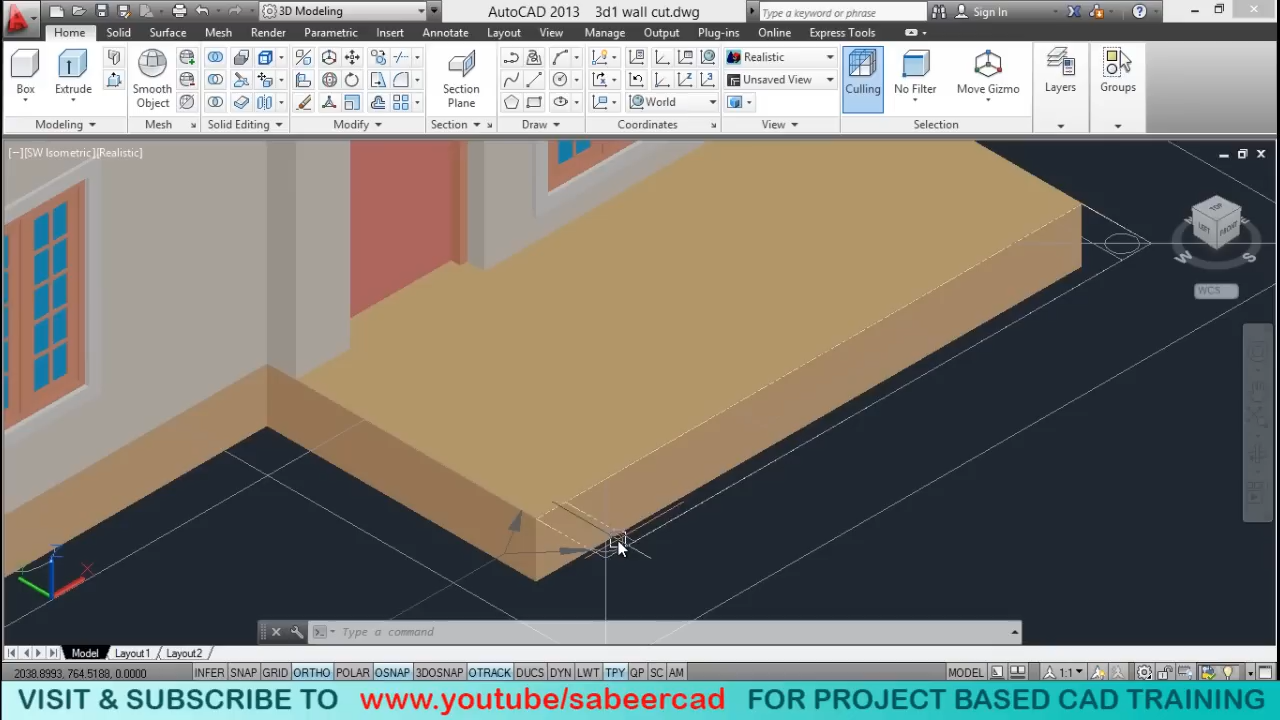 3D Modeling
AutoCAD 2013 3d1 wall cut.dwg
Type a keyword or phrase
Sign In
Home Solid Surface Mesh Render Parametric Insert Annotate Layout View Manage Output Plug-ins Online Express Tools
Box
Extrude
Smooth
Object
Section
Plane
Realistic
Unsaved View
World
Culling
No Filter
Move Gizmo
Layers
Groups
Modeling
Mesh
Solid Editing
Modify
Section
Draw
Coordinates
View
Selection
[−][SW Isometric][Realistic]
TOP
LEFT
FRONT
W
S
WCS
Z
X
Type a command
Model Layout1 Layout2
2038.8993, 764.5188, 0.0000
INFER SNAP GRID ORTHO POLAR OSNAP 3DOSNAP OTRACK DUCS DYN LWT TPY QP SC AM
MODEL
1:1
VISIT & SUBSCRIBE TO www.youtube/sabeercad FOR PROJECT BASED CAD TRAINING